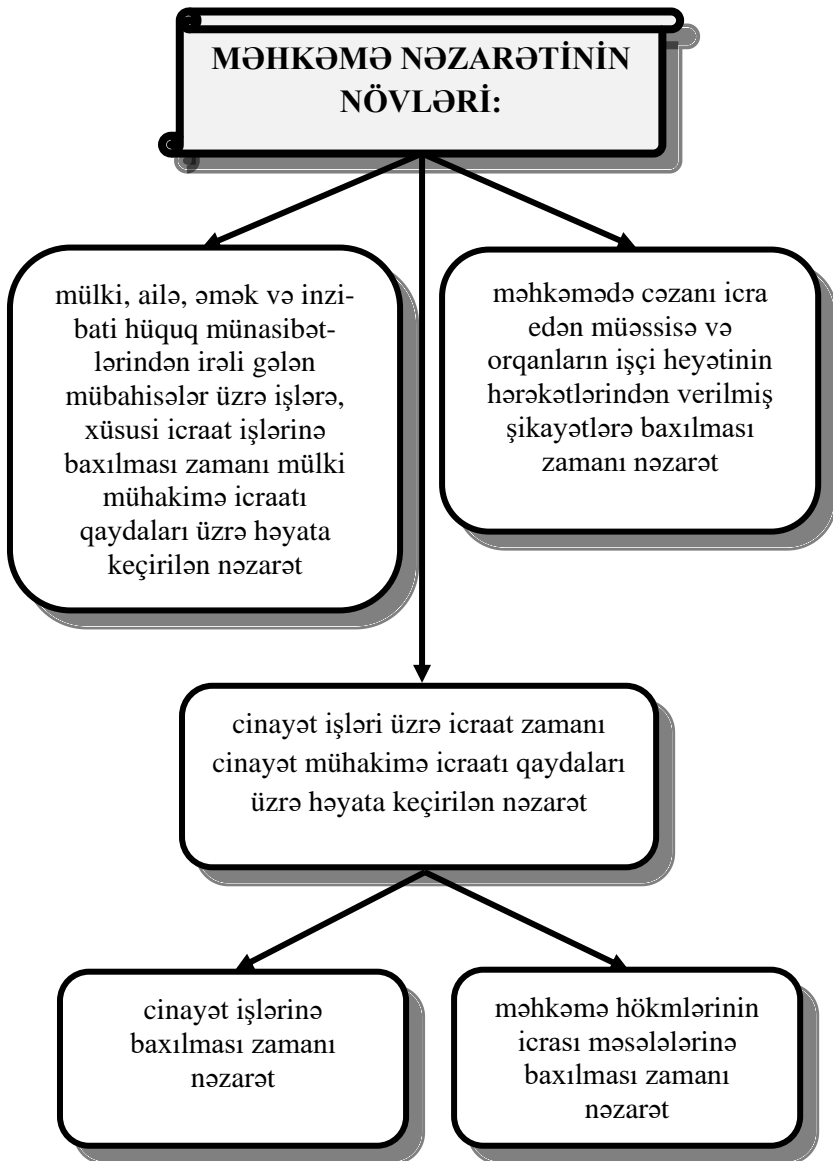 MƏHKƏMƏ NƏZARƏTİNİN
NÖVLƏRİ:
mülki, ailə, əmək və inzi-
bati hüquq münasibət-
lərindən irəli gələn
mübahisələr üzrə işlərə,
xüsusi icraat işlərinə
baxılması zamanı mülki
mühakimə icraatı
qaydaları üzrə həyata
keçirilən nəzarət
məhkəmədə cəzanı icra
edən müəssisə və
orqanların işçi heyətinin
hərəkətlərindən verilmiş
şikayətlərə baxılması
zamanı nəzarət
cinayət işləri üzrə icraat zamanı
cinayət mühakimə icraatı qaydaları
üzrə həyata keçirilən nəzarət
cinayət işlərinə
baxılması zamanı
nəzarət
məhkəmə hökmlərinin
icrası məsələlərinə
baxılması zamanı
nəzarət